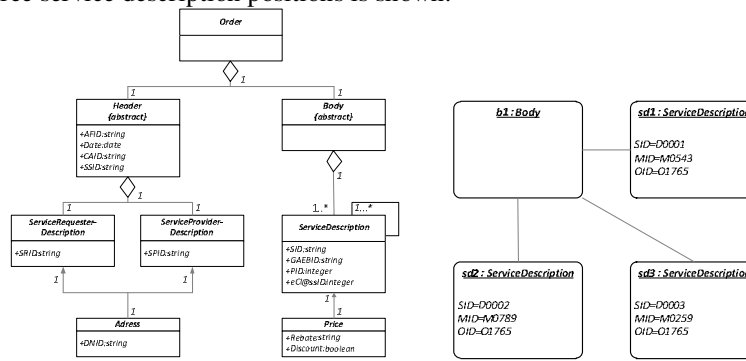 ree service description positions is shown.
Order
1
1
1
Header
{abstract}
+AFID:string
+Date:date
+CAID:string
+SSID:string
Body
{abstract}
1
1
1
1
ServiceRequester-
Description
+SRID:string
ServiceProvider-
Description
+SPID:string
1
1
1
Adress
+DNID:string
1..*
1...*
ServiceDescription
+SID:string
+GAEBID:string
+PID:integer
+eCl@ssID:integer
1
1
Price
+Rebate:string
+Discount:boolean
b1 : Body
sd1 : ServiceDescription
SID=D0001
MID=M0543
OID=O1765
sd2 : ServiceDescription
SID=D0002
MID=M0789
OID=O1765
sd3 : ServiceDescription
SID=D0003
MID=M0259
OID=O1765